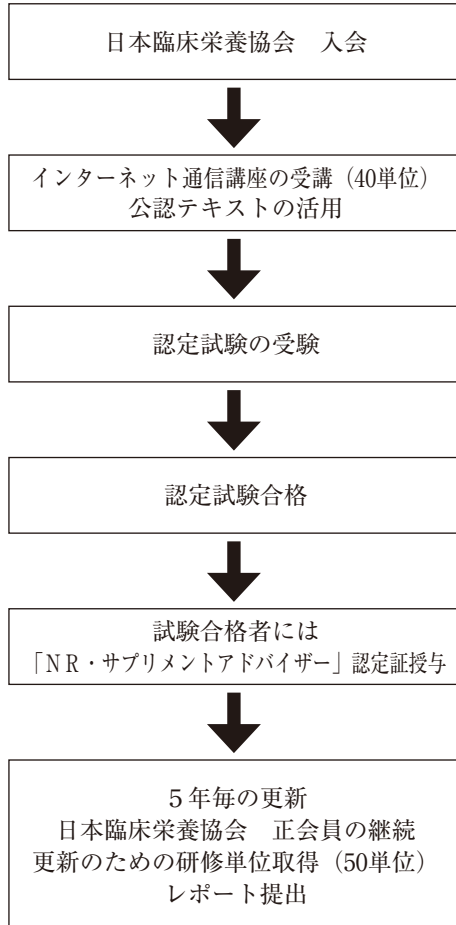 日本臨床栄養協会　入会
インターネット通信講座の受講（40単位）
公認テキストの活用
認定試験の受験
認定試験合格
試験合格者には
「ＮＲ・サプリメントアドバイザー」認定証授与
５年毎の更新
日本臨床栄養協会　正会員の継続
更新のための研修単位取得（50単位）
レポート提出